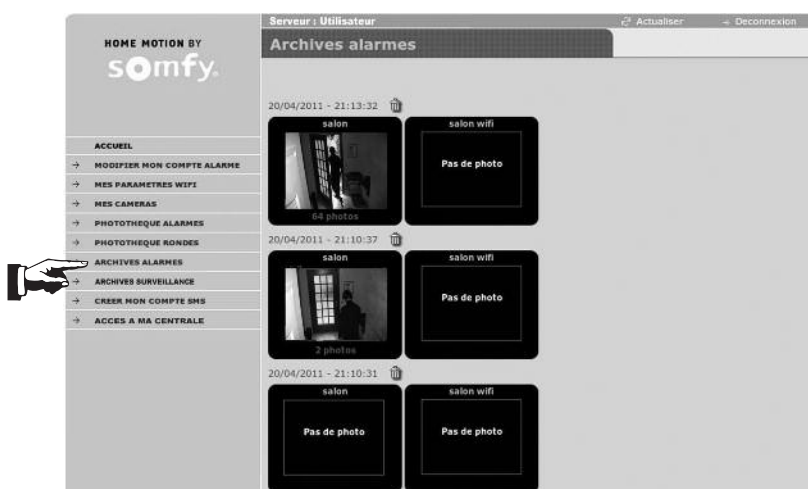 Serveur : Utilisateur
Actualiser
Deconnexion
HOME MOTION BY
somfy.
Archives alarmes
ACCUEIL
MODIFIER MON COMPTE ALARME
MES PARAMETRES WIFI
MES CAMERAS
PHOTOTHEQUE ALARMES
PHOTOTHEQUE RONDES
ARCHIVES ALARMES
ARCHIVES SURVEILLANCE
CREER MON COMPTE SMS
ACCES A MA CENTRALE
20/04/2011 - 21:13:32
salon
64 photos
salon wifi
Pas de photo
20/04/2011 - 21:10:37
salon
2 photos
salon wifi
Pas de photo
20/04/2011 - 21:10:31
salon
Pas de photo
salon wifi
Pas de photo